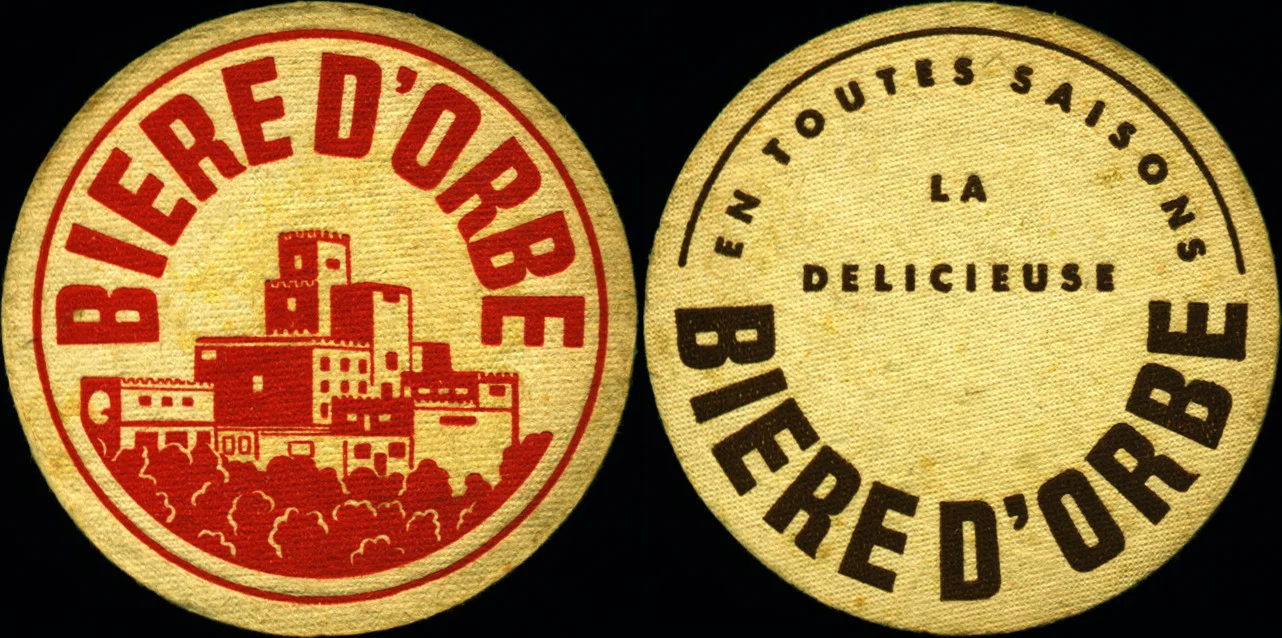 BIERE D'ORBE
EN TOUTES SAISONS
LA
DELICIEUSE
BIERE D'ORBE